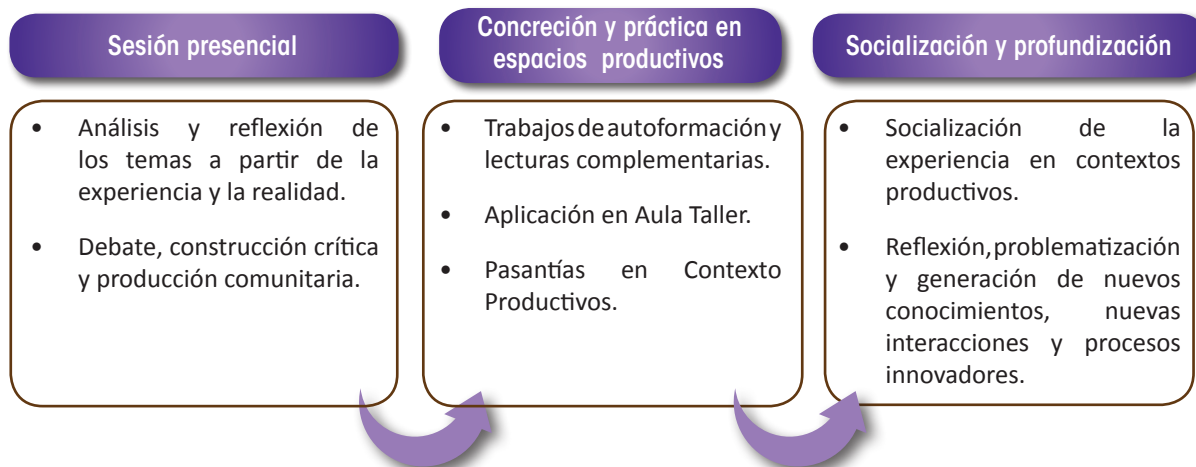 Sesión presencial
• Análisis y reflexión de
los temas a partir de la
experiencia y la realidad.
• Debate, construcción crítica
y producción comunitaria.
Concreción y práctica en
espacios productivos
• Trabajos de autoformación y
lecturas complementarias.
• Aplicación en Aula Taller.
• Pasantías en Contexto
Productivos.
Socialización y profundización
• Socialización de la
experiencia en contextos
productivos.
• Reflexión, problematización
y generación de nuevos
conocimientos, nuevas
interacciones y procesos
innovadores.